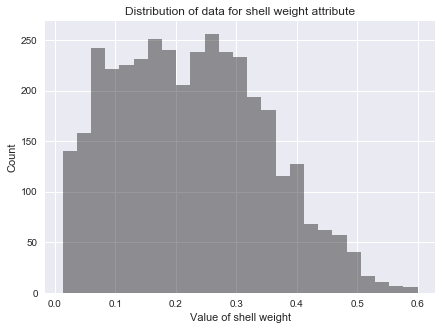 Distribution of data for shell weight attribute
250
200
150
100
50
0
Count
0.0 0.1 0.2 0.3 0.4 0.5 0.6
Value of shell weight